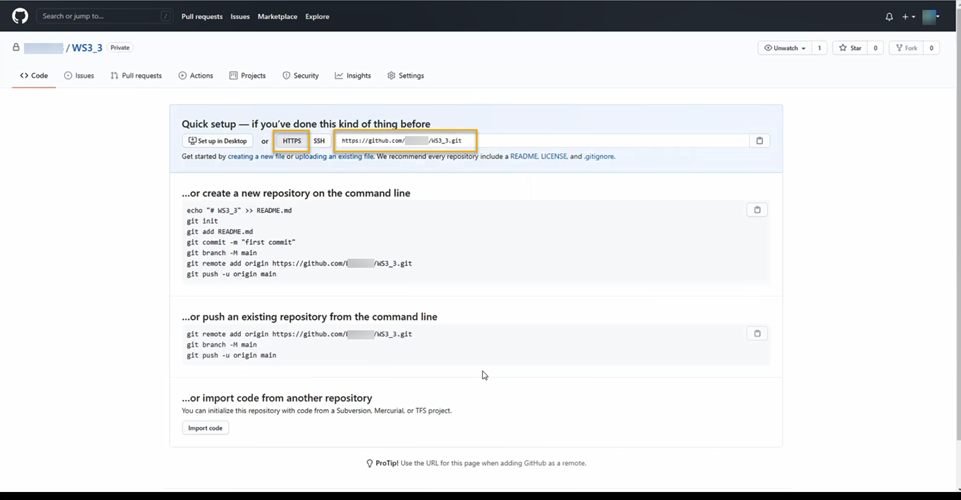 Search or jump to... / Pull requests Issues Marketplace Explore
/ WS3_3 Private Unwatch 1 Star 0 Fork 0
Code Issues Pull requests Actions Projects Security Insights Settings
Quick setup — if you've done this kind of thing before
Set up in Desktop or HTTPS SSH https://github.com/ /WS3_3.git
Get started by creating a new file or uploading an existing file. We recommend every repository include a README, LICENSE, and .gitignore.
...or create a new repository on the command line
echo "# WS3_3" >> README.md
git init
git add README.md
git commit -m "first commit"
git branch -M main
git remote add origin https://github.com/ /WS3_3.git
git push -u origin main
...or push an existing repository from the command line
git remote add origin https://github.com/ /WS3_3.git
git branch -M main
git push -u origin main
...or import code from another repository
You can initialize this repository with code from a Subversion, Mercurial, or TFS project.
Import code
ProTip! Use the URL for this page when adding GitHub as a remote.